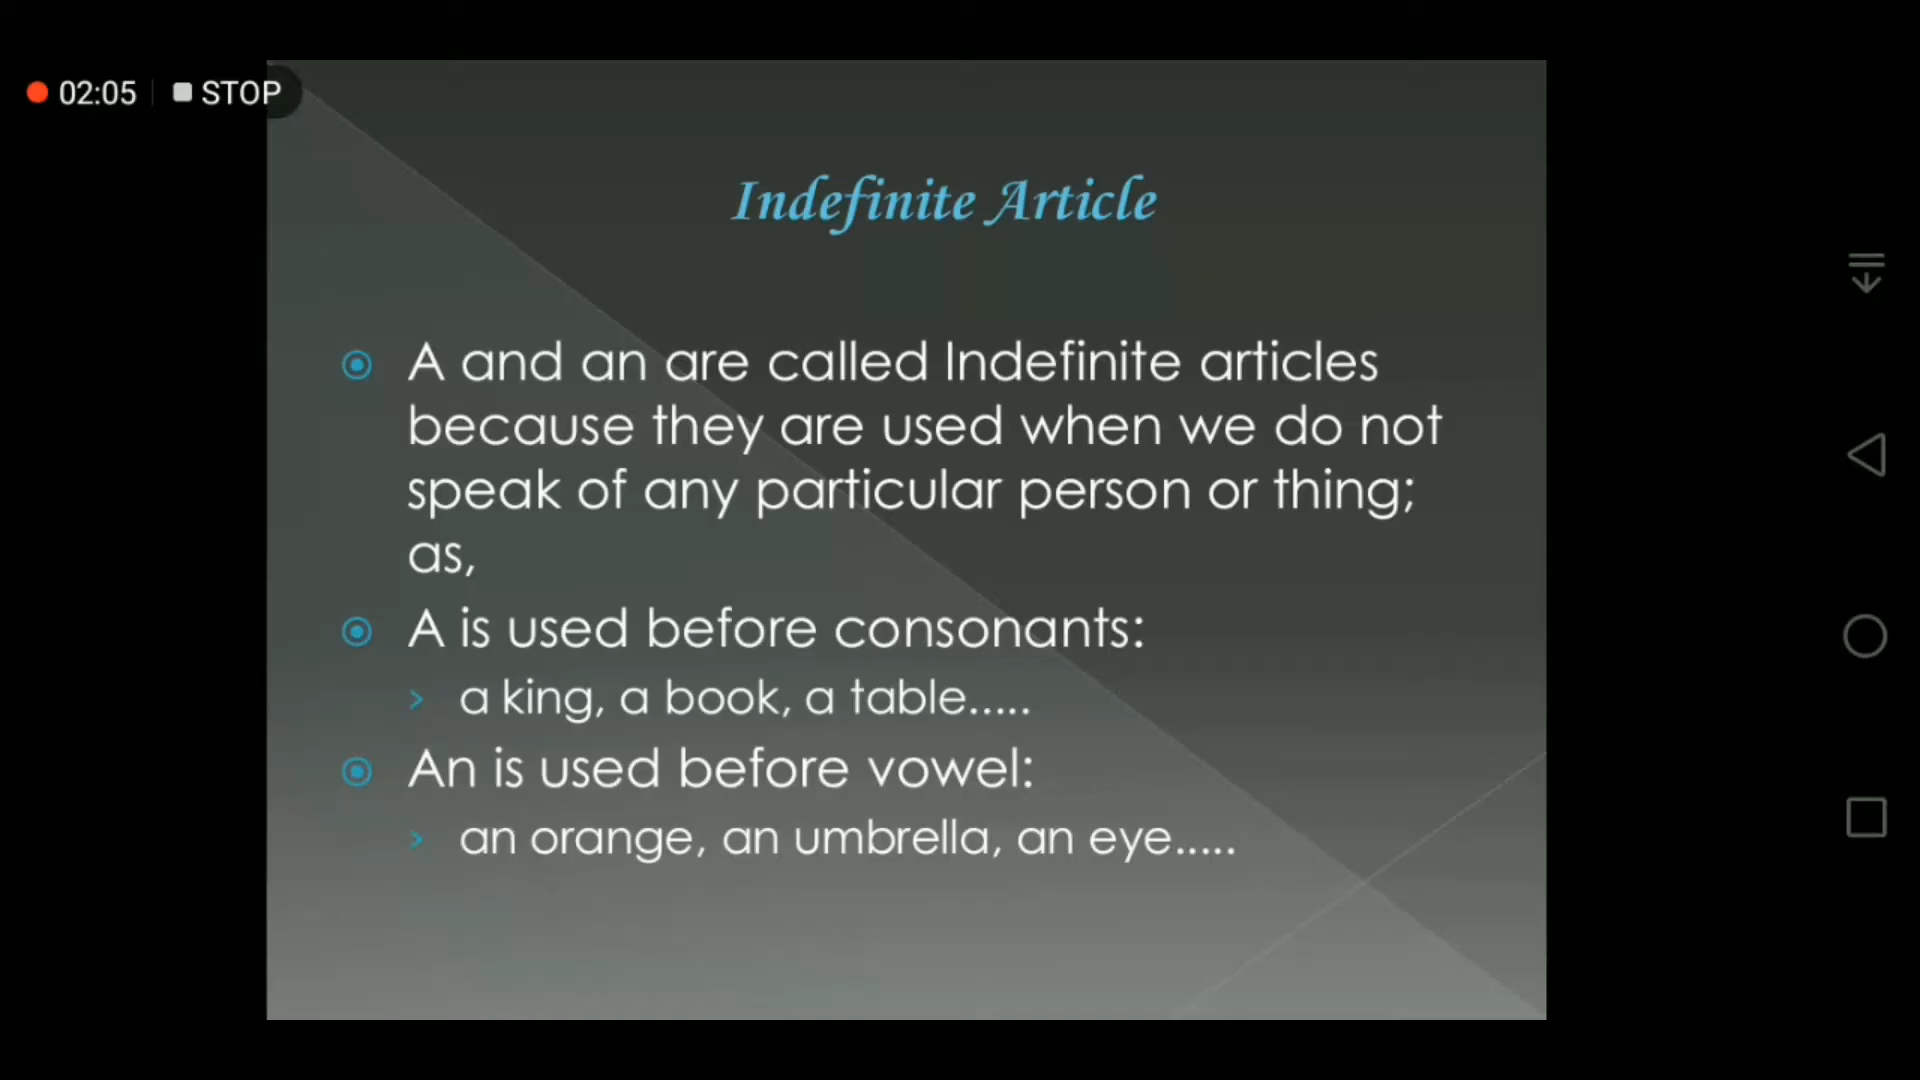 02:05 STOP
Indefinite Article
A and an are called Indefinite articles
because they are used when we do not
speak of any particular person or thing;
as,
A is used before consonants:
a king, a book, a table.....
An is used before vowel:
an orange, an umbrella, an eye.....